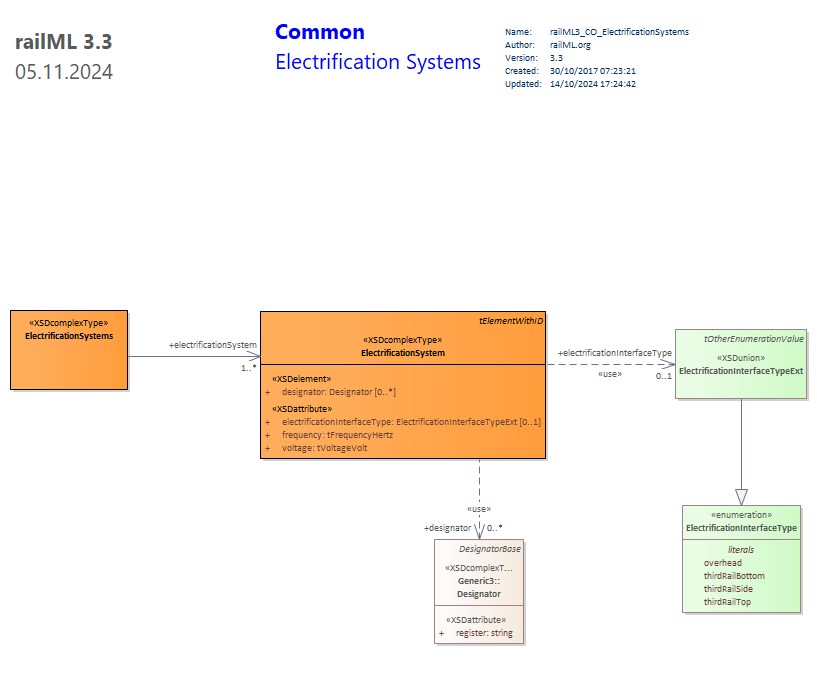 railML 3.3
05.11.2024
Common
Electrification Systems
Name: railML3_CO_ElectrificationSystems
Author: railML.org
Version: 3.3
Created: 30/10/2017 07:23:21
Updated: 14/10/2024 17:24:42
«XSDcomplexType»
ElectrificationSystems
+electrificationSystem
1..*
tElementWithID
«XSDcomplexType»
ElectrificationSystem
«XSDelement»
+ designator: Designator [0..*]
«XSDattribute»
+ electrificationInterfaceType: ElectrificationInterfaceTypeExt [0..1]
+ frequency: tFrequencyHertz
+ voltage: tVoltageVolt
+electrificationInterfaceType
«use»
0..1
tOtherEnumerationValue
«XSDunion»
ElectrificationInterfaceTypeExt
«use»
+designator
0..*
DesignatorBase
«XSDcomplexT...
Generic3::
Designator
«XSDattribute»
+ register: string
«enumeration»
ElectrificationInterfaceType
literals
overhead
thirdRailBottom
thirdRailSide
thirdRailTop